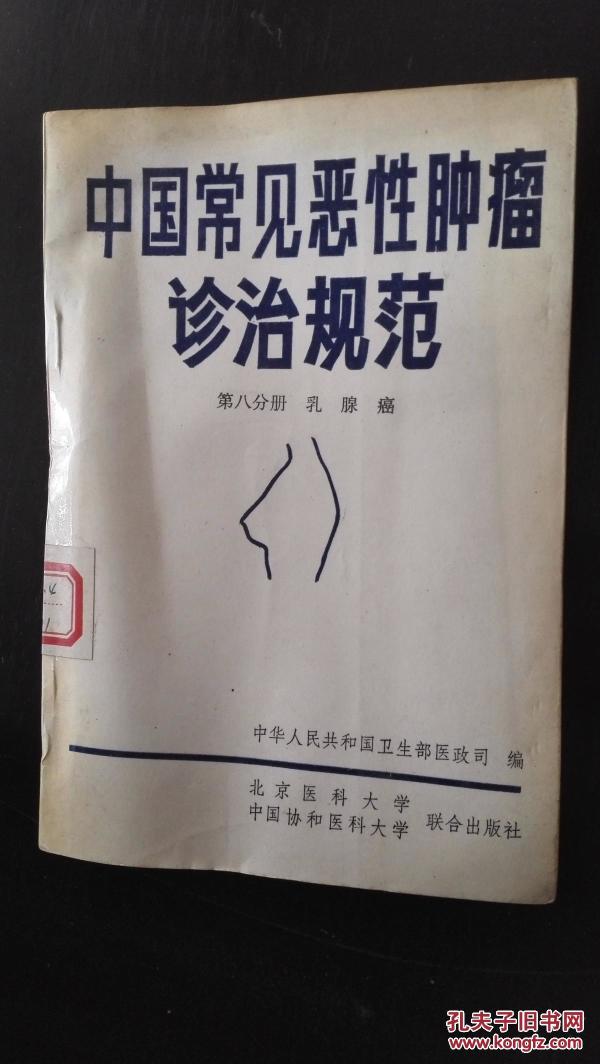 中国常见恶性肿瘤
诊治规范
第八分册 乳腺癌
中华人民共和国卫生部医政司 编
北京医科大学
中国协和医科大学 联合出版社
孔夫子旧书网
www.kongfz.com